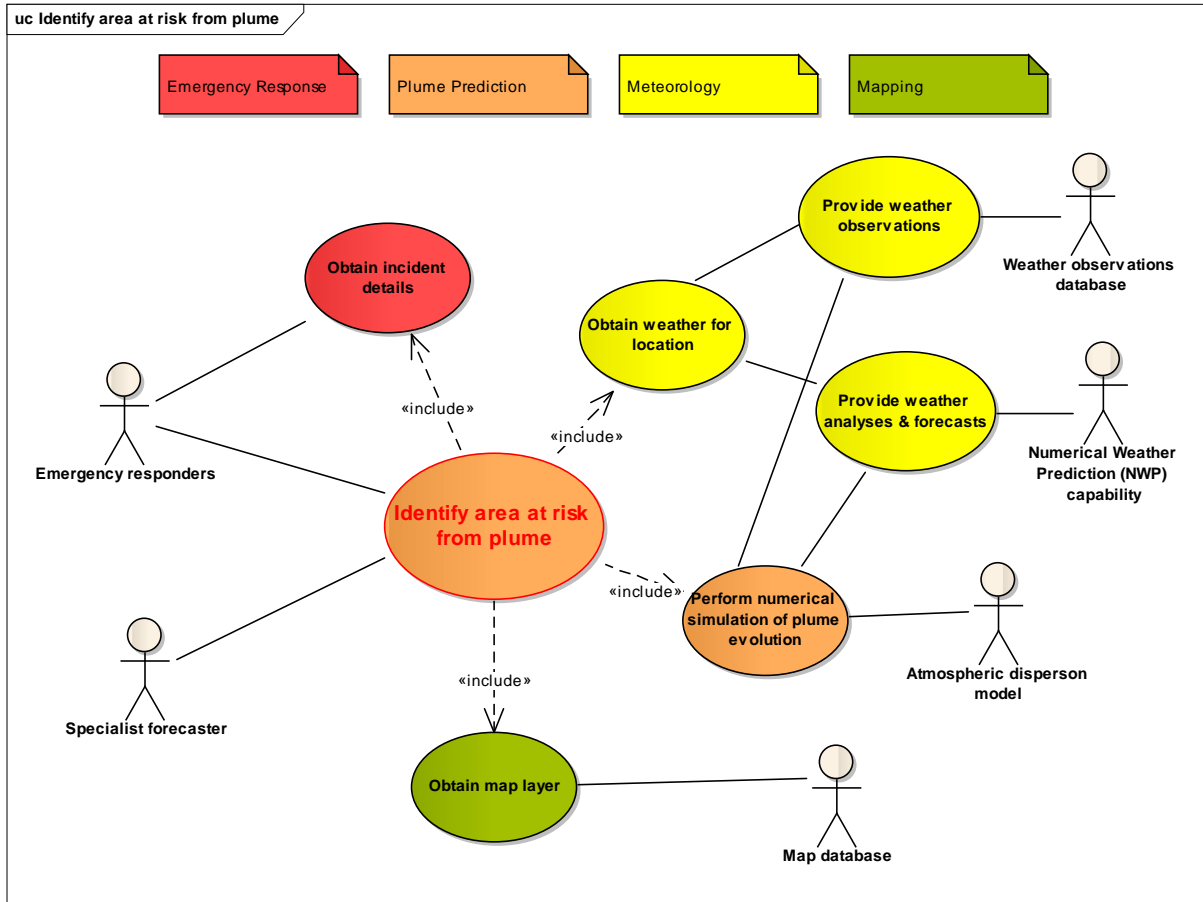 uc Identify area at risk from plume
Emergency Response
Plume Prediction
Meteorology
Mapping
Provide weather
observations
Weather observations
database
Obtain incident
details
Obtain weather for
location
Provide weather
analyses & forecasts
Numerical Weather
Prediction (NWP)
capability
Emergency responders
«include»
«include»
Identify area at risk
from plume
«include»
Perform numerical
simulation of plume
evolution
Atmospheric disperson
model
Specialist forecaster
«include»
Obtain map layer
Map database